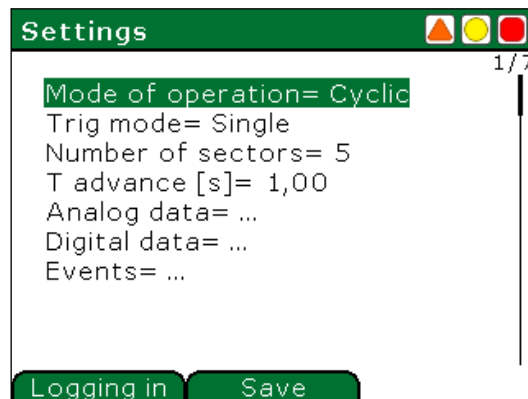 Settings
1/7
Mode of operation= Cyclic
Trig mode= Single
Number of sectors= 5
T advance [s]= 1,00
Analog data= ...
Digital data= ...
Events= ...
Logging in
Save